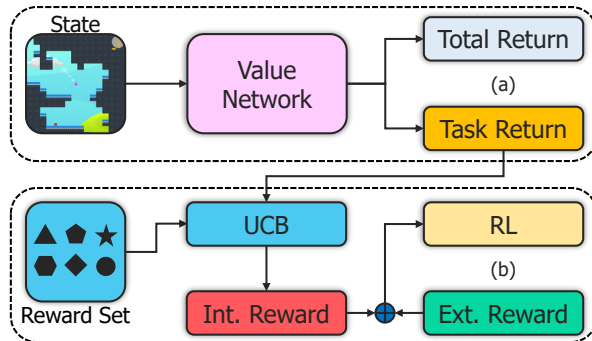 State
Value
Network
Total Return
(a)
Task Return
Reward Set
UCB
RL
(b)
Int. Reward
Ext. Reward